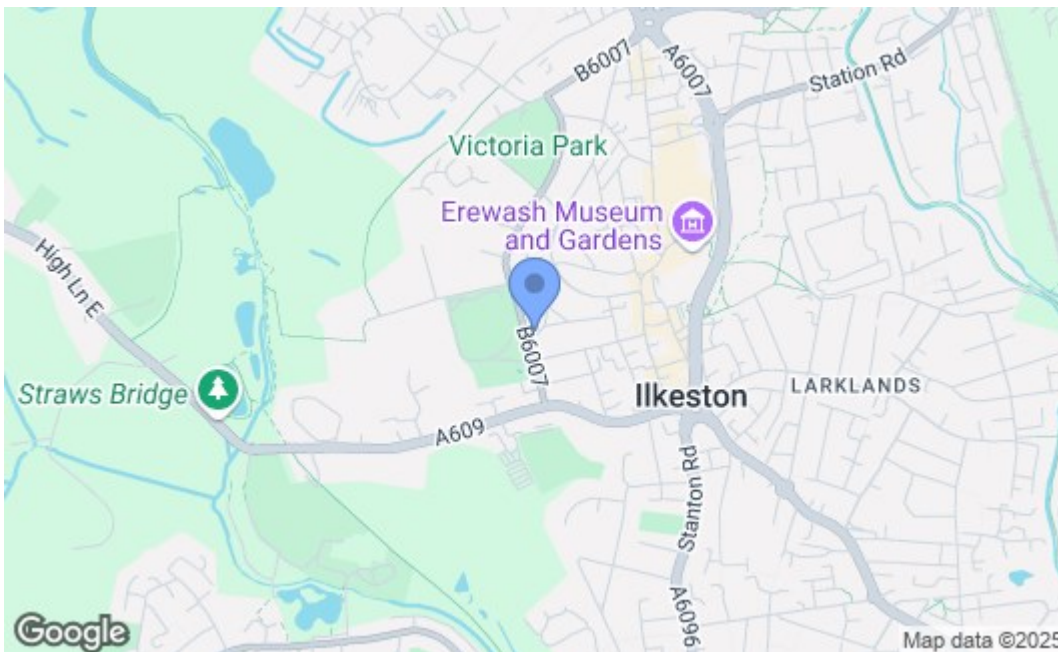 B6007
A6007
Station Rd
Victoria Park
Erewash Museum
and Gardens
High Ln E
B6007
Straws Bridge
Ilkeston
LARKLANDS
A609
Stanton Rd
A6096
Google
Map data ©2025